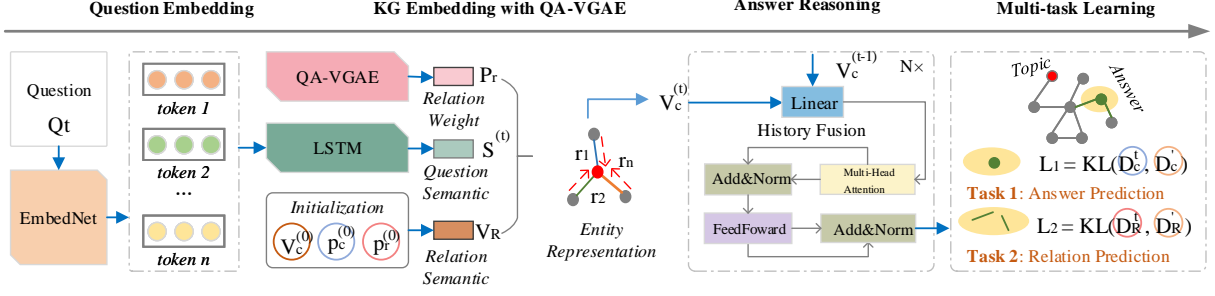 Question Embedding
KG Embedding with QA-VGAE
Answer Reasoning
Multi-task Learning
Question
Qt
EmbedNet
token 1
token 2
...
token n
QA-VGAE
Pr
Relation
Weight
LSTM
S(t)
Question
Semantic
Initialization
Vc(0)
pc(0)
pr(0)
VR
Relation
Semantic
r1
rn
r2
Entity
Representation
Vc(t)
Vc(t-1)
N×
Linear
History Fusion
Add&Norm
Multi-Head
Attention
FeedFoward
Add&Norm
Topic
Answer
L1 = KL(Dct, Dc')
Task 1: Answer Prediction
L2 = KL(DRt, DR')
Task 2: Relation Prediction